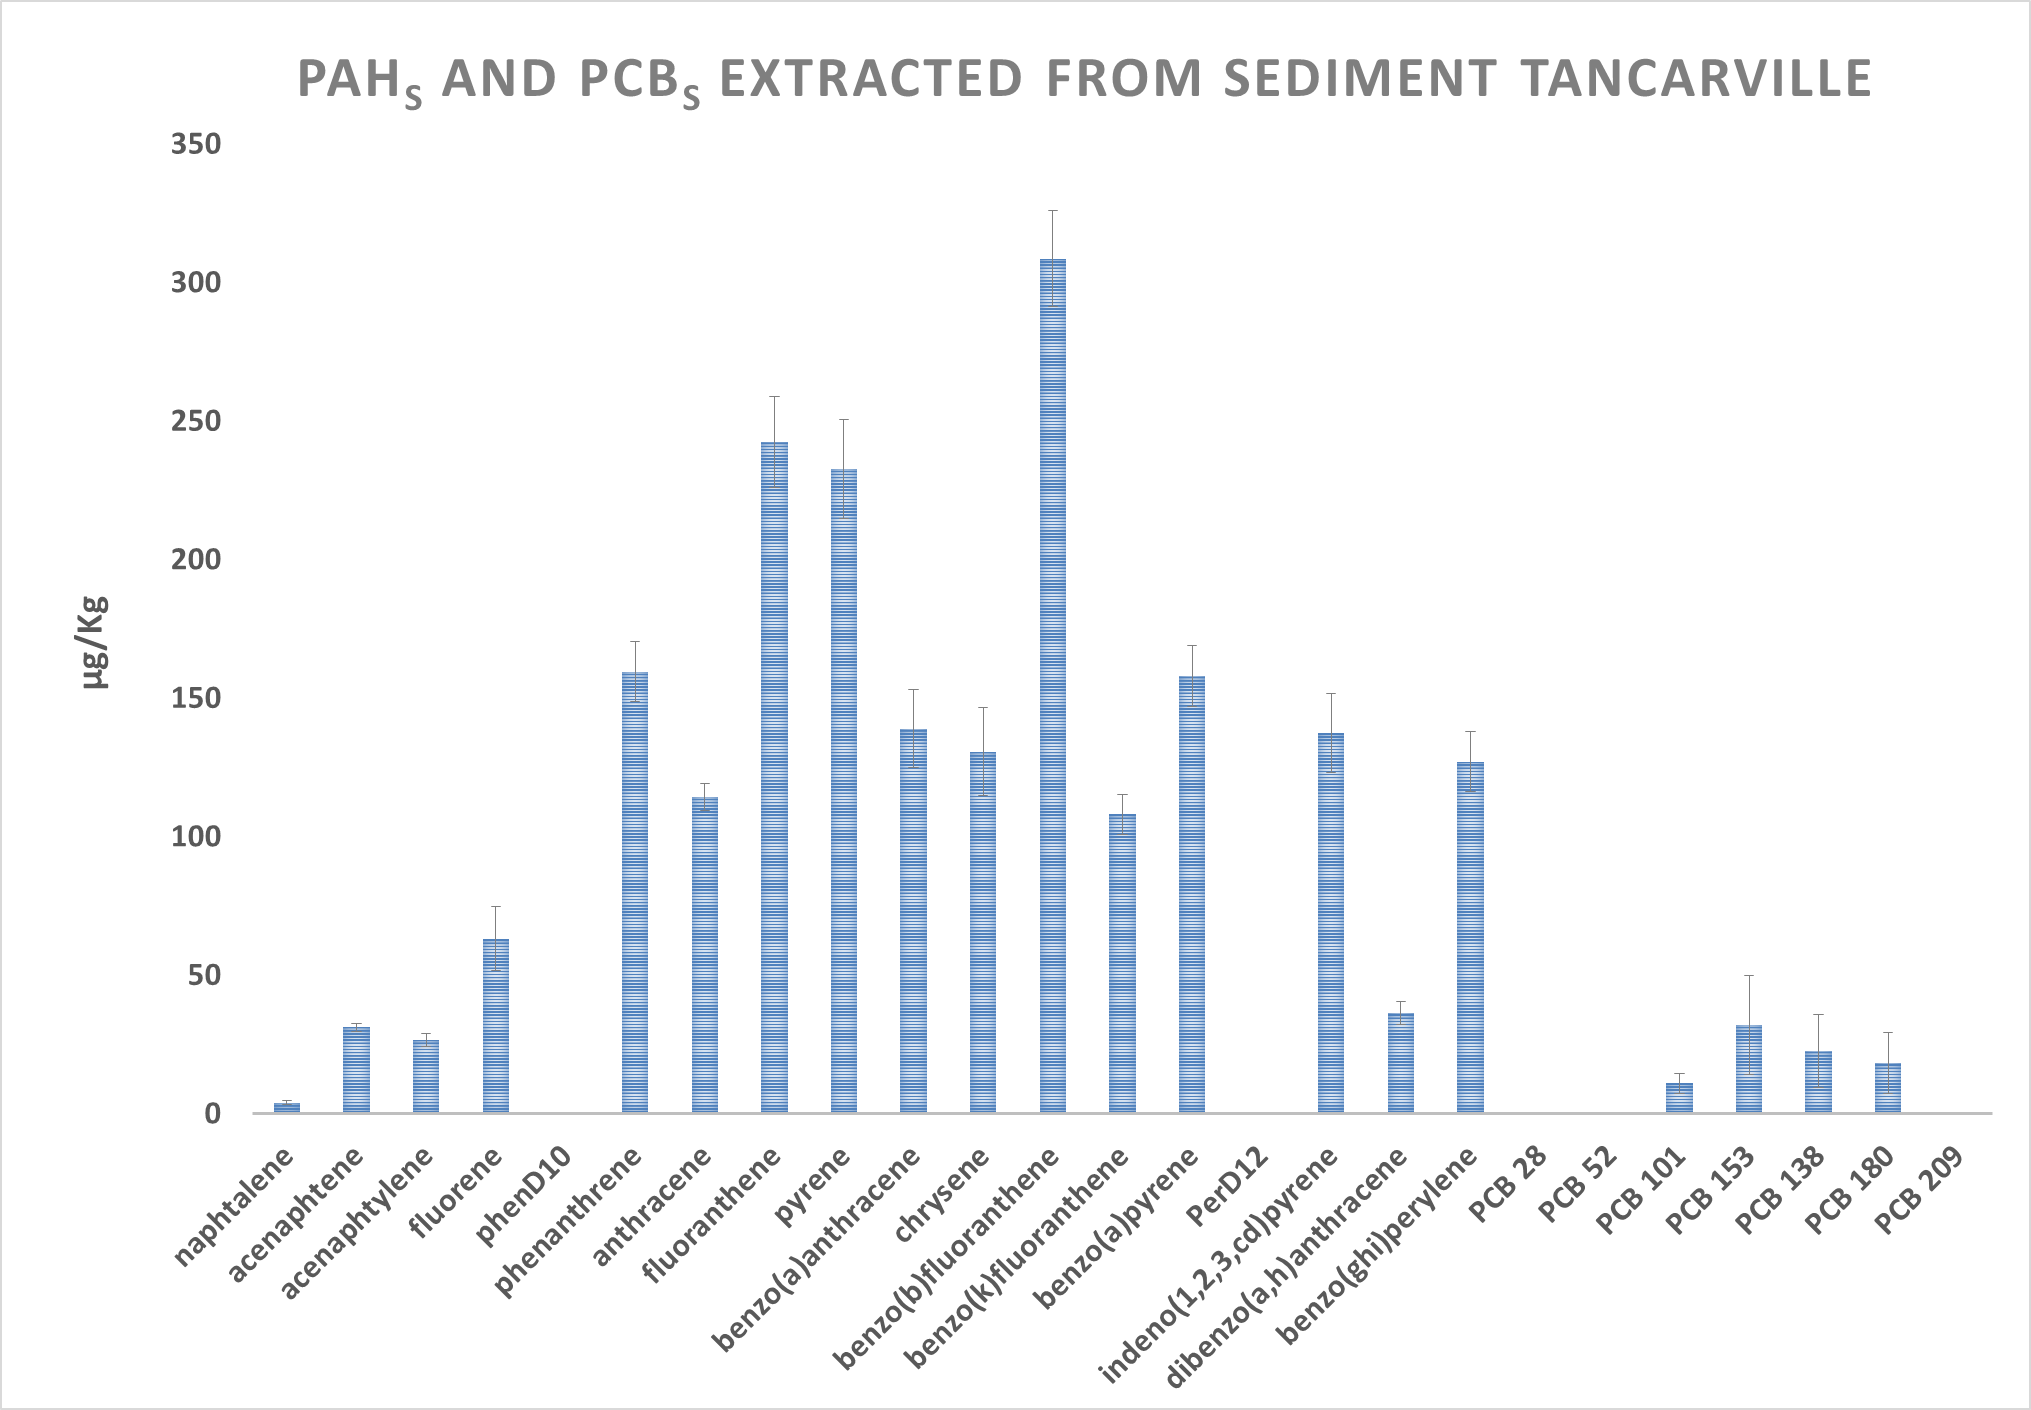 PAHS AND PCBS EXTRACTED FROM SEDIMENT TANCARVILLE
350
300
250
200
150
100
50
0
µg/Kg
naphtalene
acenaphtene
acenaphtylene
fluorene
phenD10
phenanthrene
anthracene
fluoranthene
pyrene
benzo(a)anthracene
chrysene
benzo(b)fluoranthene
benzo(k)fluoranthene
benzo(a)pyrene
PerD12
indeno(1,2,3,cd)pyrene
dibenzo(a,h)anthracene
benzo(ghi)perylene
PCB 28
PCB 52
PCB 101
PCB 153
PCB 138
PCB 180
PCB 209